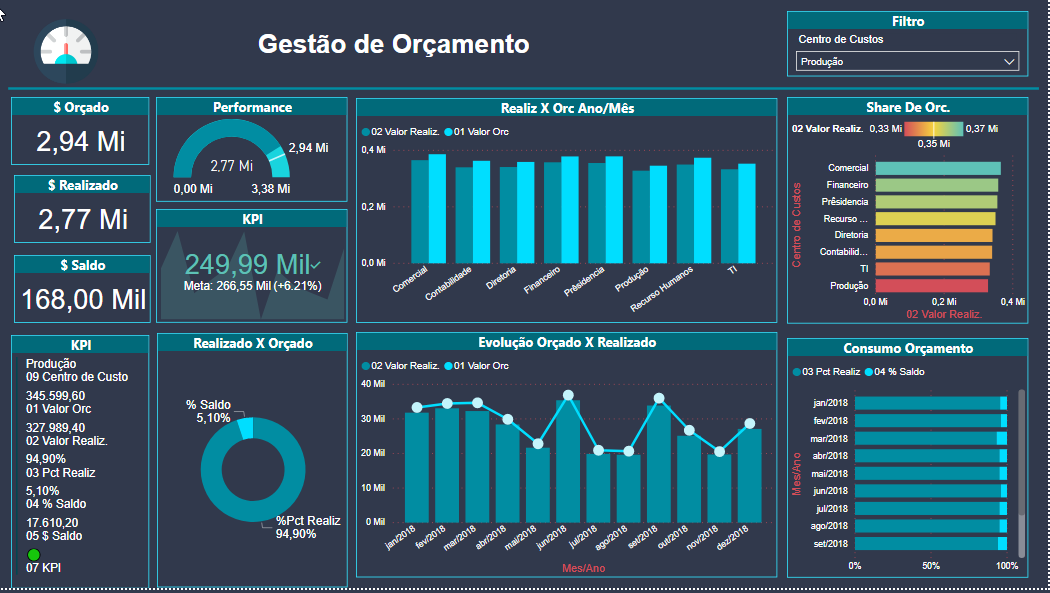 Gestão de Orçamento
Filtro
Centro de Custos
Produção
$ Orçado
2,94 Mi
$ Realizado
2,77 Mi
$ Saldo
168,00 Mil
Performance
2,94 Mi
2,77 Mi
0,00 Mi
3,38 Mi
KPI
249,99 Mil
Meta: 266,55 Mil (+6.21%)
Realiz X Orc Ano/Mês
02 Valor Realiz. 01 Valor Orc
0,4 Mi
0,2 Mi
0,0 Mi
Comercial
Contabilidade
Diretoria
Financeiro
Présidencia
Produção
Recurso Humanos
TI
Share De Orc.
02 Valor Realiz. 0,33 Mi 0,37 Mi
0,35 Mi
Centro de Custos
Comercial
Financeiro
Présidencia
Recurso ...
Diretoria
Contabilid...
TI
Produção
0,0 Mi 0,2 Mi 0,4 Mi
02 Valor Realiz.
KPI
Produção
09 Centro de Custo
345.599,60
01 Valor Orc
327.989,40
02 Valor Realiz.
94,90%
03 Pct Realiz
5,10%
04 % Saldo
17.610,20
05 $ Saldo
07 KPI
Realizado X Orçado
% Saldo
5,10%
%Pct Realiz
94,90%
Evolução Orçado X Realizado
02 Valor Realiz. 01 Valor Orc
40 Mil
30 Mil
20 Mil
10 Mil
0 Mil
jan/2018
fev/2018
mar/2018
abr/2018
mai/2018
jun/2018
jul/2018
ago/2018
set/2018
out/2018
nov/2018
dez/2018
Mes/Ano
Consumo Orçamento
03 Pct Realiz 04 % Saldo
Mes/Ano
jan/2018
fev/2018
mar/2018
abr/2018
mai/2018
jun/2018
jul/2018
ago/2018
set/2018
0% 50% 100%